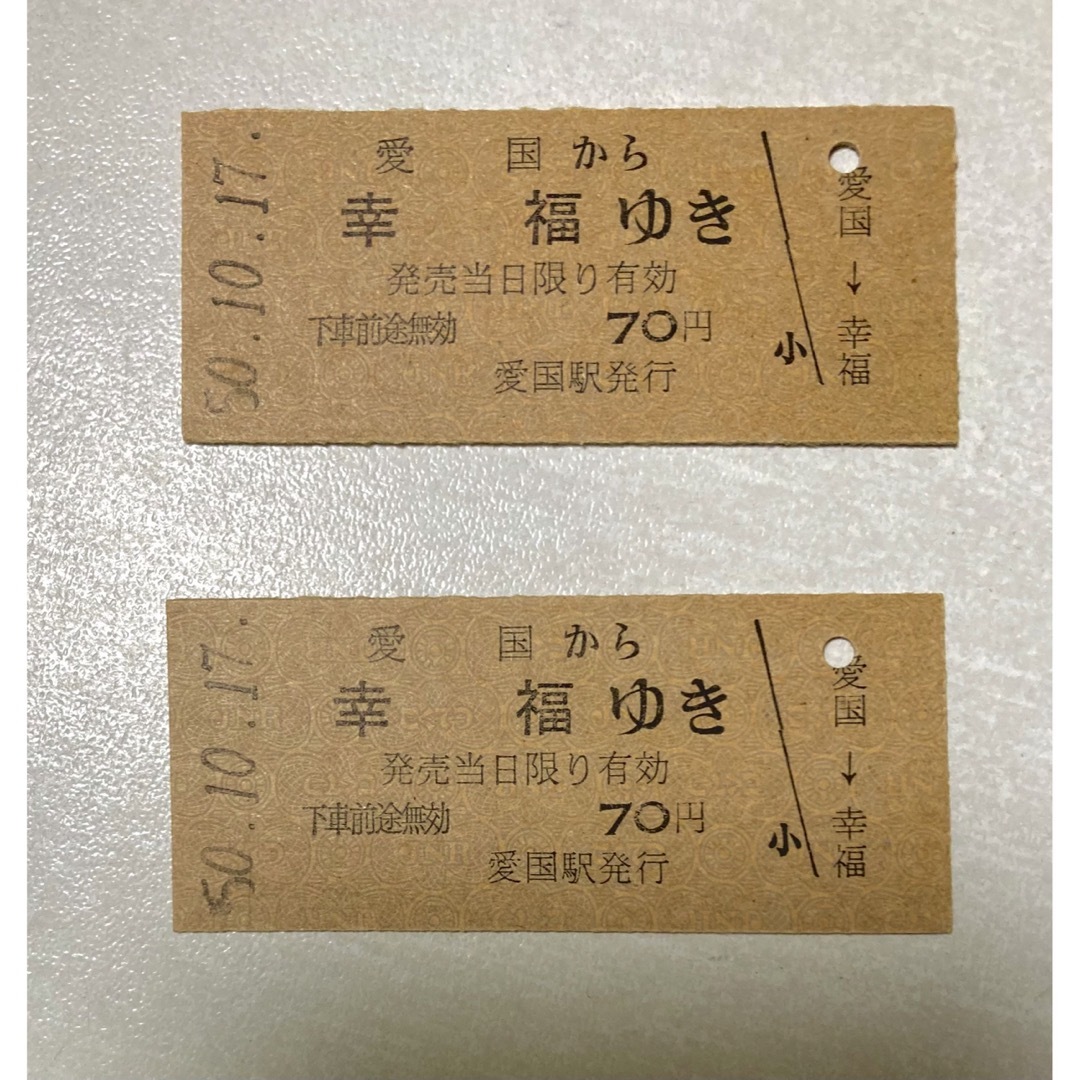 50.10.17.
愛 国 から
幸 福 ゆき
発売当日限り有効
下車前途無効 70円
愛国駅発行
小
愛国→幸福
50.10.17.
愛 国 から
幸 福 ゆき
発売当日限り有効
下車前途無効 70円
愛国駅発行
小
愛国→幸福